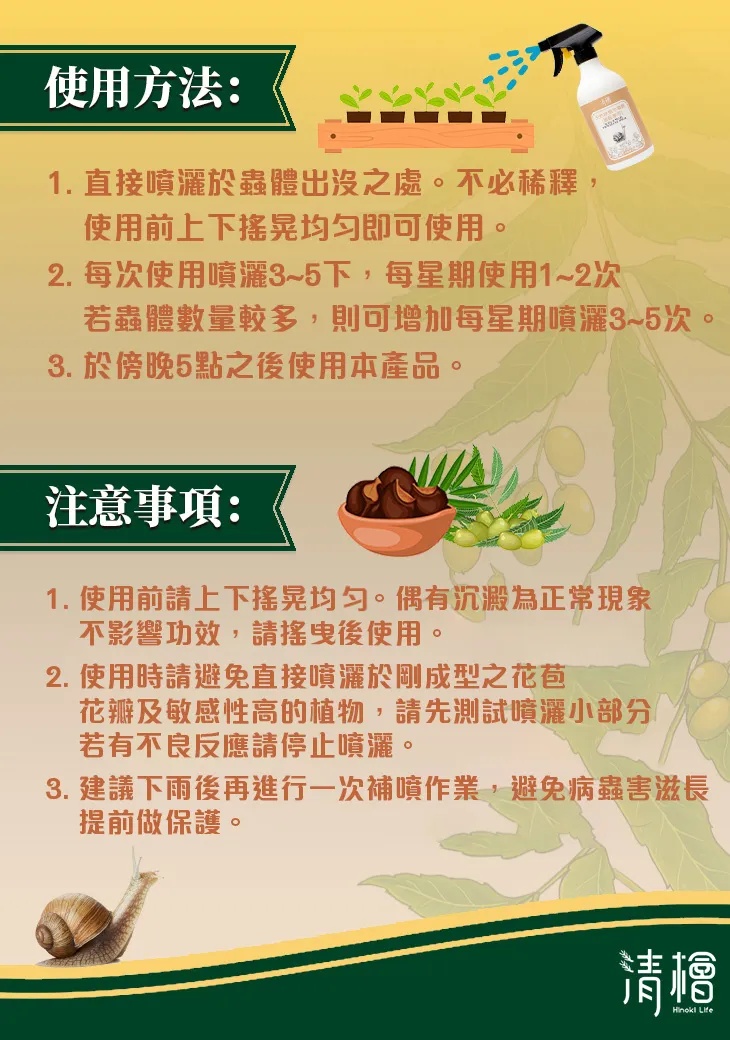 使用方法：
1. 直接噴灑於蟲體出沒之處。不必稀釋，
使用前上下搖晃均勻即可使用。
2. 每次使用噴灑3~5下，每星期使用1~2次
若蟲體數量較多，則可增加每星期噴灑3~5次。
3. 於傍晚5點之後使用本產品。
注意事項：
1. 使用前請上下搖晃均勻。偶有沉澱為正常現象
不影響功效，請搖曳後使用。
2. 使用時請避免直接噴灑於剛成型之花苞
花瓣及敏感性高的植物，請先測試噴灑小部分
若有不良反應請停止噴灑。
3. 建議下雨後再進行一次補噴作業，避免病蟲害滋長
提前做保護。
清檜
Hinoki Life